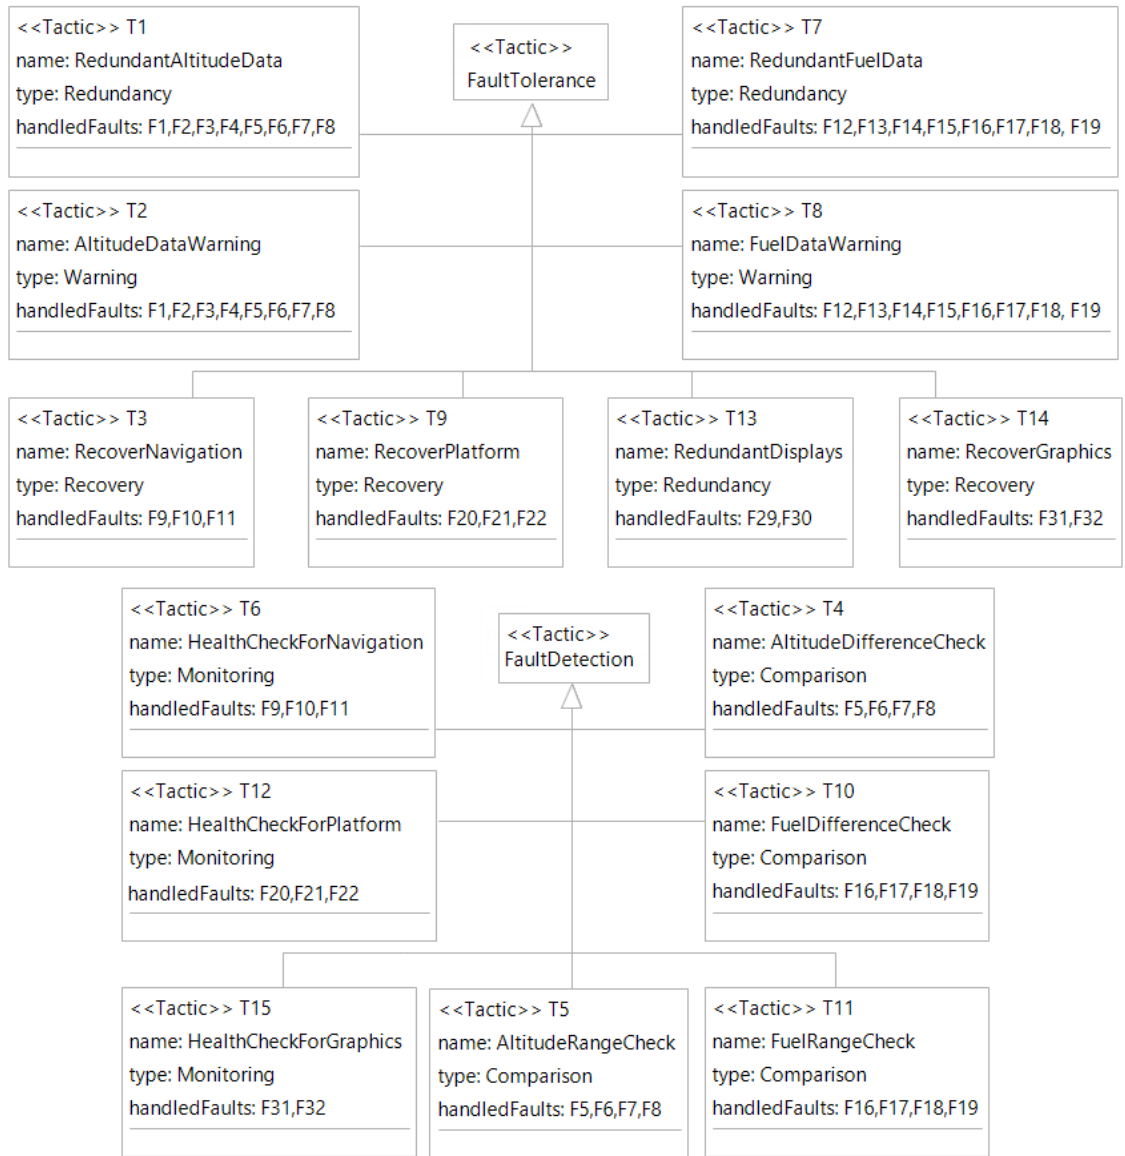 <<Tactic>> T1
name: RedundantAltitudeData
type: Redundancy
handledFaults: F1,F2,F3,F4,F5,F6,F7,F8
<<Tactic>>
FaultTolerance
<<Tactic>> T7
name: RedundantFuelData
type: Redundancy
handledFaults: F12,F13,F14,F15,F16,F17,F18, F19
<<Tactic>> T2
name: AltitudeDataWarning
type: Warning
handledFaults: F1,F2,F3,F4,F5,F6,F7,F8
<<Tactic>> T8
name: FuelDataWarning
type: Warning
handledFaults: F12,F13,F14,F15,F16,F17,F18, F19
<<Tactic>> T3
name: RecoverNavigation
type: Recovery
handledFaults: F9,F10,F11
<<Tactic>> T9
name: RecoverPlatform
type: Recovery
handledFaults: F20,F21,F22
<<Tactic>> T13
name: RedundantDisplays
type: Redundancy
handledFaults: F29,F30
<<Tactic>> T14
name: RecoverGraphics
type: Recovery
handledFaults: F31,F32
<<Tactic>> T6
name: HealthCheckForNavigation
type: Monitoring
handledFaults: F9,F10,F11
<<Tactic>>
FaultDetection
<<Tactic>> T4
name: AltitudeDifferenceCheck
type: Comparison
handledFaults: F5,F6,F7,F8
<<Tactic>> T12
name: HealthCheckForPlatform
type: Monitoring
handledFaults: F20,F21,F22
<<Tactic>> T10
name: FuelDifferenceCheck
type: Comparison
handledFaults: F16,F17,F18,F19
<<Tactic>> T15
name: HealthCheckForGraphics
type: Monitoring
handledFaults: F31,F32
<<Tactic>> T5
name: AltitudeRangeCheck
type: Comparison
handledFaults: F5,F6,F7,F8
<<Tactic>> T11
name: FuelRangeCheck
type: Comparison
handledFaults: F16,F17,F18,F19